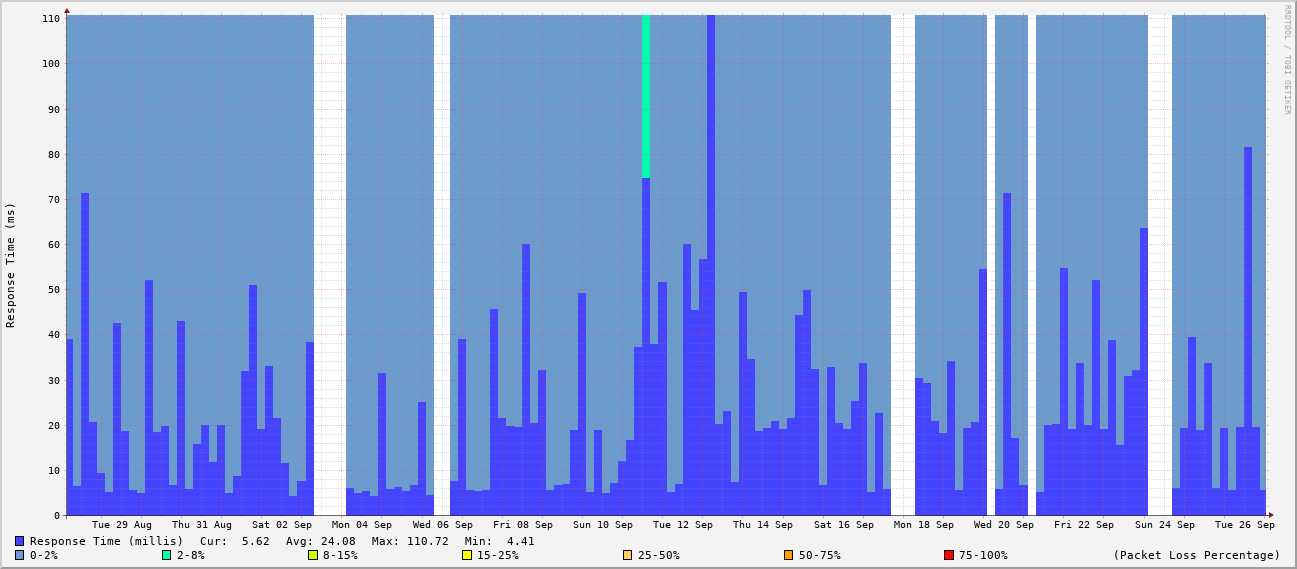 RRDTOOL / TOBI OETIKER
Response Time (ms)
110
100
90
80
70
60
50
40
30
20
10
0
Tue 29 Aug Thu 31 Aug Sat 02 Sep Mon 04 Sep Wed 06 Sep Fri 08 Sep Sun 10 Sep Tue 12 Sep Thu 14 Sep Sat 16 Sep Mon 18 Sep Wed 20 Sep Fri 22 Sep Sun 24 Sep Tue 26 Sep
Response Time (millis) Cur: 5.62 Avg: 24.08 Max: 110.72 Min: 4.41
0-2% 2-8% 8-15% 15-25% 25-50% 50-75% 75-100% (Packet Loss Percentage)